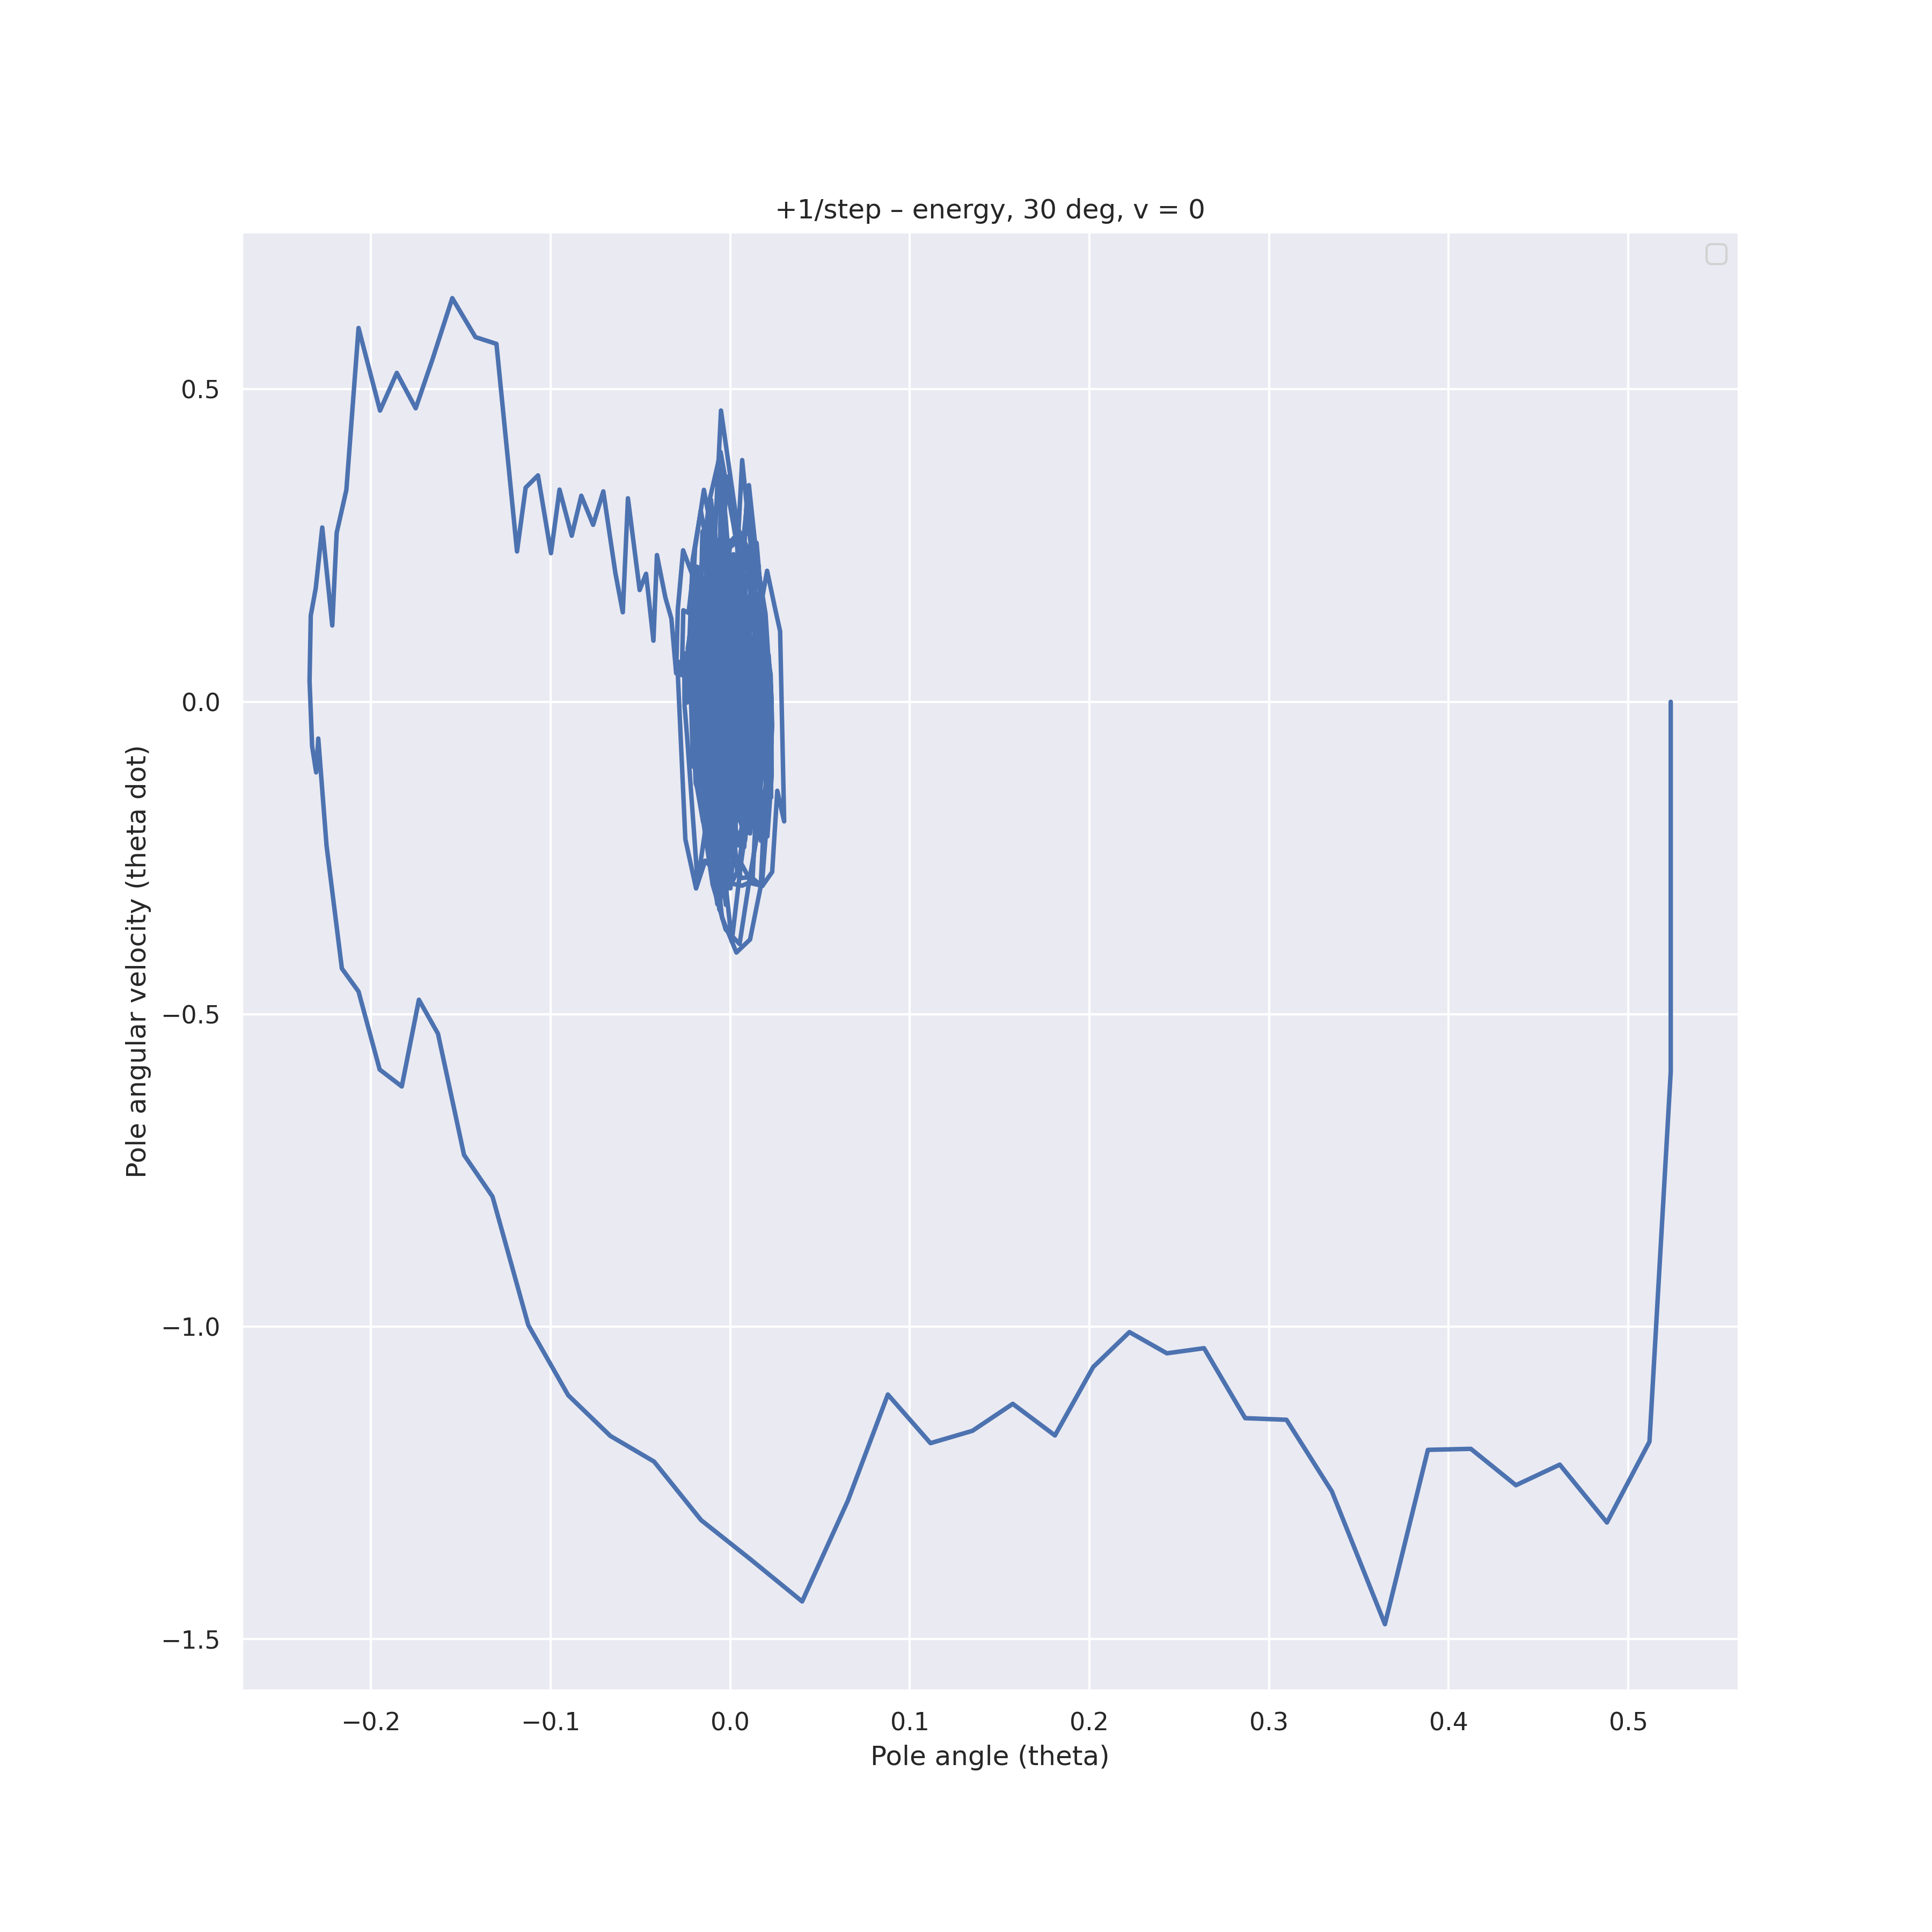 +1/step – energy, 30 deg, v = 0
0.5
0.0
−0.5
−1.0
−1.5
Pole angular velocity (theta dot)
−0.2 −0.1 0.0 0.1 0.2 0.3 0.4 0.5
Pole angle (theta)